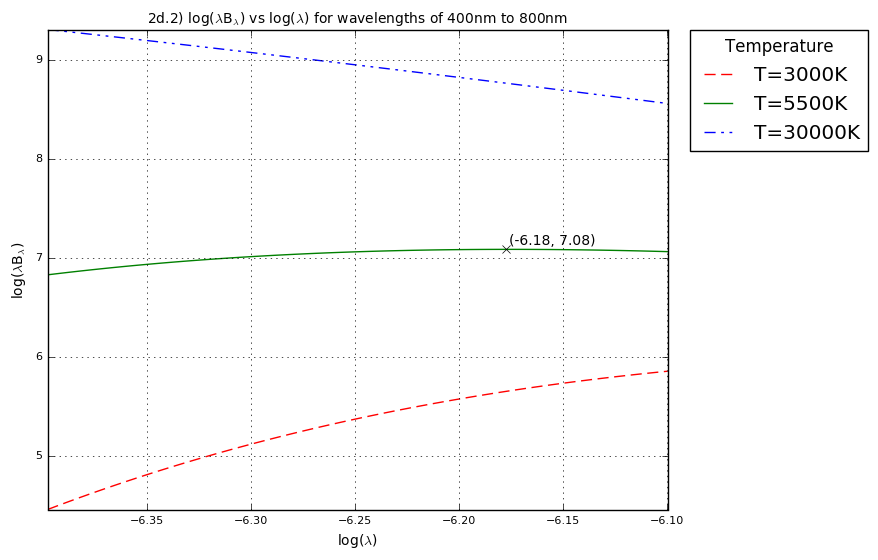 2d.2) log(λB_λ) vs log(λ) for wavelengths of 400nm to 800nm
Temperature
T=3000K
T=5500K
T=30000K
9
8
7
6
5
(-6.18, 7.08)
log(λB_λ)
−6.35
−6.30
−6.25
−6.20
−6.15
−6.10
log(λ)